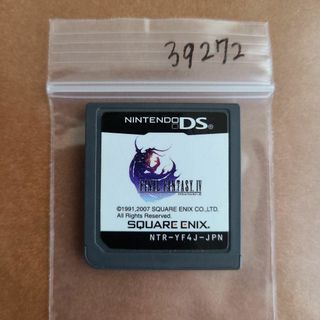 39272
NINTENDO DS
FINAL FANTASY IV
©1991,2007 SQUARE ENIX CO.,LTD.
All Rights Reserved.
SQUARE ENIX
NTR-YF4J-JPN